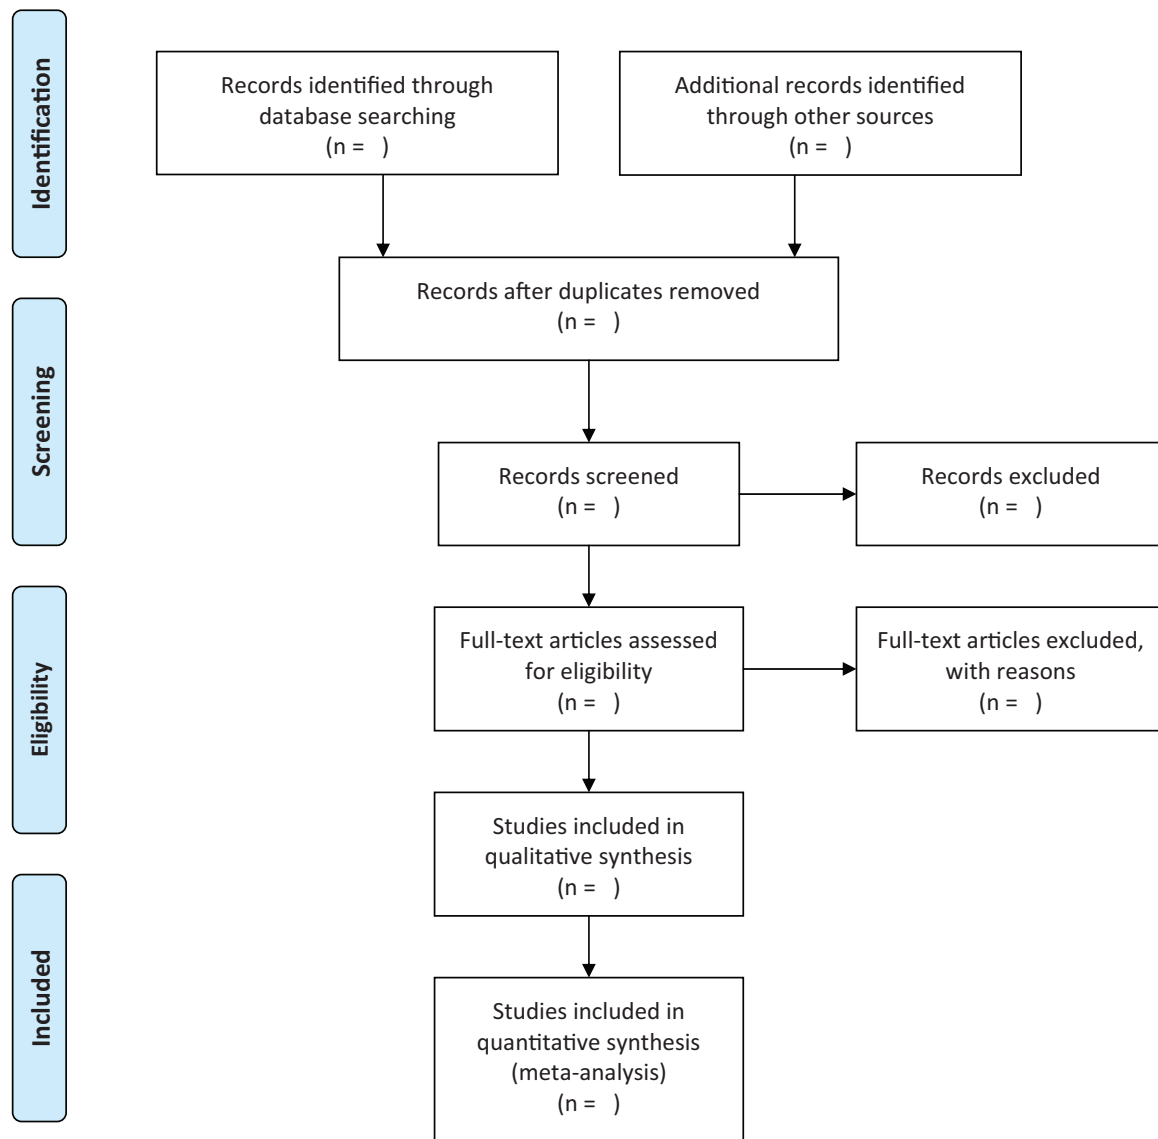 Identification
Records identified through
database searching
(n =   )
Additional records identified
through other sources
(n =   )
Records after duplicates removed
(n =   )
Screening
Records screened
(n =   )
Records excluded
(n =   )
Eligibility
Full-text articles assessed
for eligibility
(n =   )
Full-text articles excluded,
with reasons
(n =   )
Studies included in
qualitative synthesis
(n =   )
Included
Studies included in
quantitative synthesis
(meta-analysis)
(n =   )